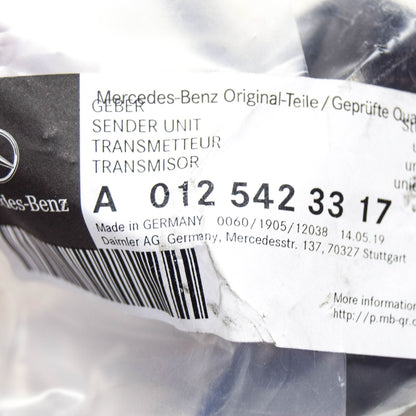 Mercedes-Benz Original-Teile/Geprüfte Qua
GEBER
SENDER UNIT
TRANSMETTEUR
TRANSMISOR
des-Benz
A 012 542 33 17
Made in GERMANY 0060/1905/12038 14.05.19
Daimler AG, Germany, Mercedesstr. 137, 70327 Stuttgart
More information
http://p.mb-qr.c